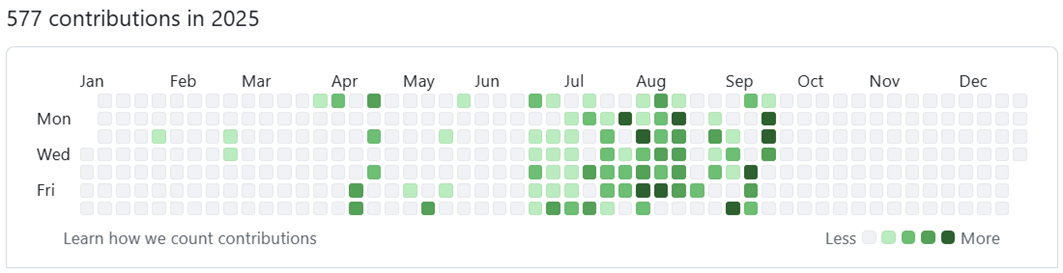 577 contributions in 2025
Jan Feb Mar Apr May Jun Jul Aug Sep Oct Nov Dec
Mon
Wed
Fri
Learn how we count contributions Less More